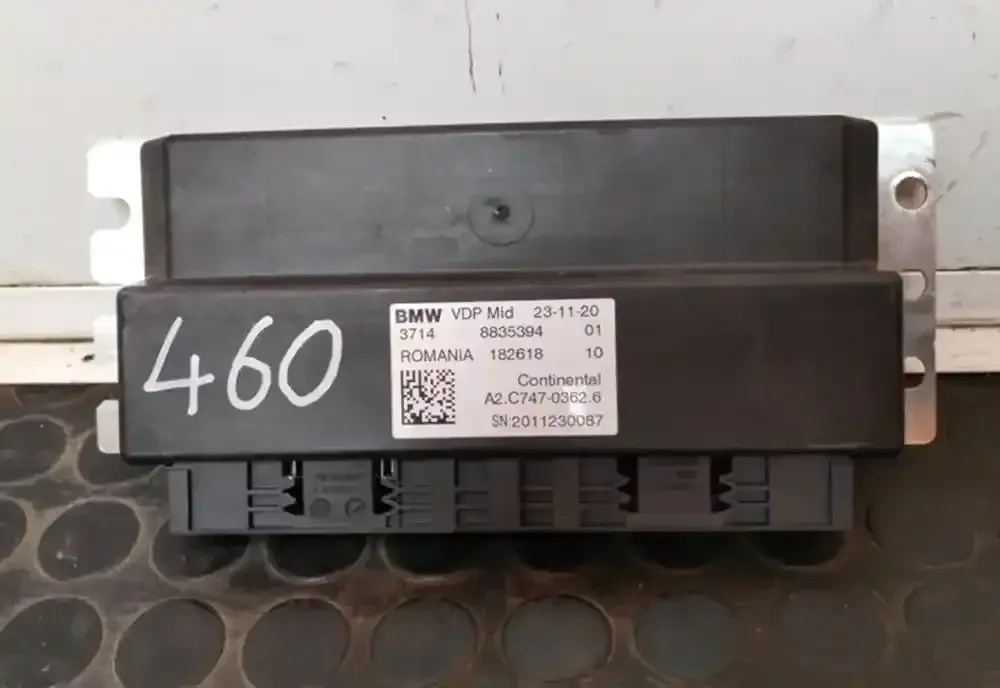 460
BMW VDP Mid 23-11-20
3714 8835394 01
ROMANIA 182618 10
Continental
A2.C747-0362.6
SN:2011230087